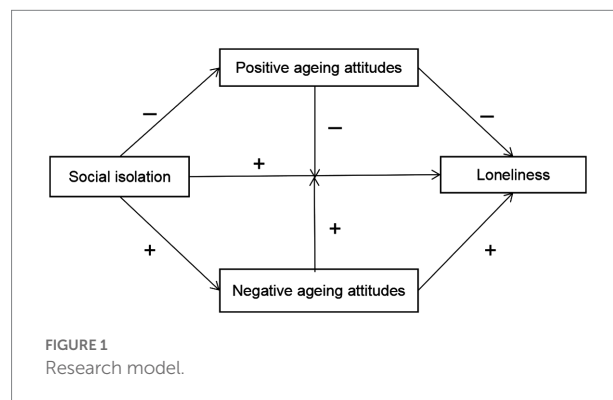 Positive ageing attitudes
−
−
−
+
Social isolation
Loneliness
+
+
+
Negative ageing attitudes
FIGURE 1
Research model.